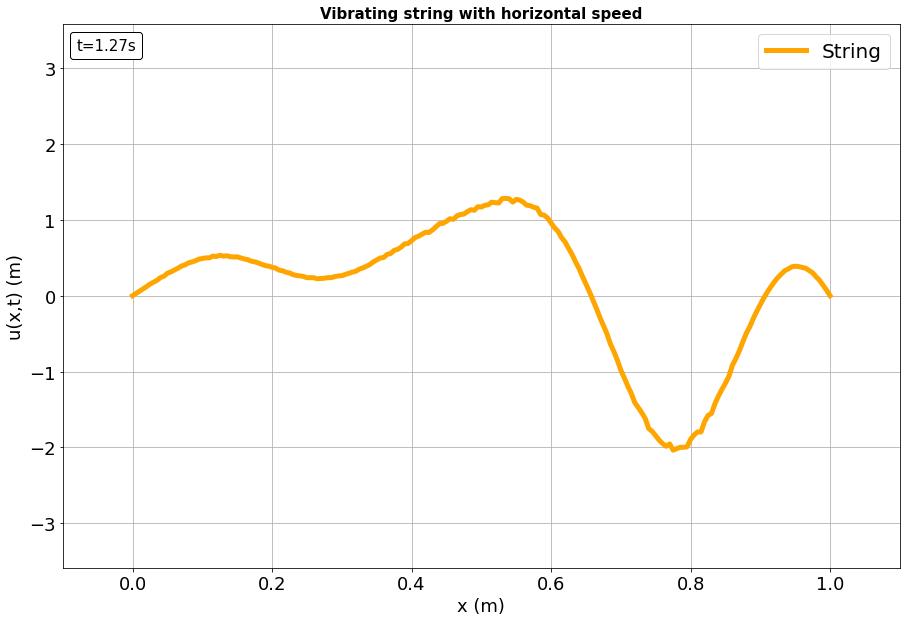 Vibrating string with horizontal speed
t=1.27s
String
3
2
1
0
−1
−2
−3
u(x,t) (m)
0.0 0.2 0.4 0.6 0.8 1.0
x (m)